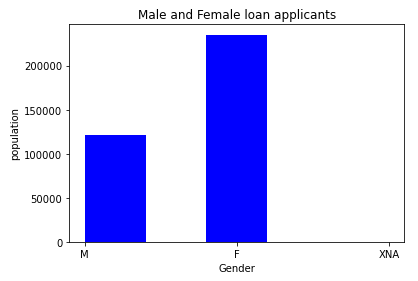 Male and Female loan applicants
population
200000
150000
100000
50000
0
M F XNA
Gender